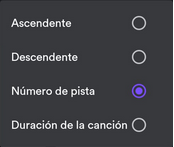 Ascendente
Descendente
Número de pista
Duración de la canción